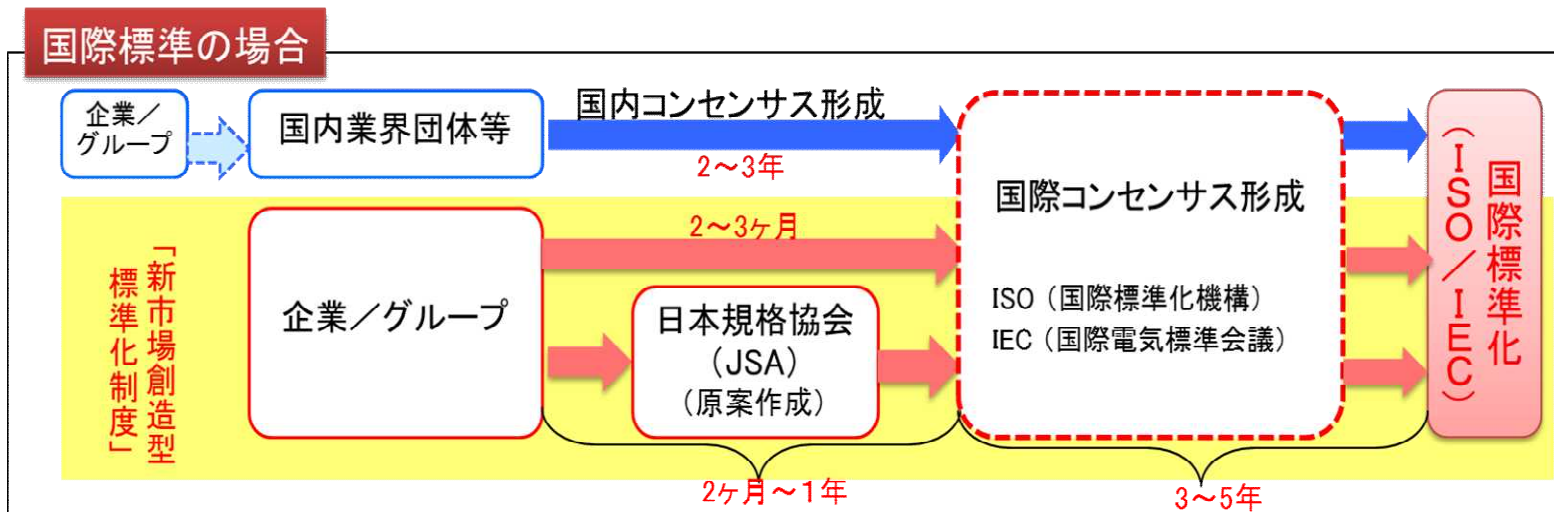 国際標準の場合
企業／
グループ
国内業界団体等
国内コンセンサス形成
2～3年
「新市場創造型
標準化制度」
企業／グループ
2～3ヶ月
日本規格協会
（JSA）
（原案作成）
国際コンセンサス形成
ISO（国際標準化機構）
IEC（国際電気標準会議）
国際標準化
（ＩＳＯ／ＩＥＣ）
2ヶ月～１年
3～5年